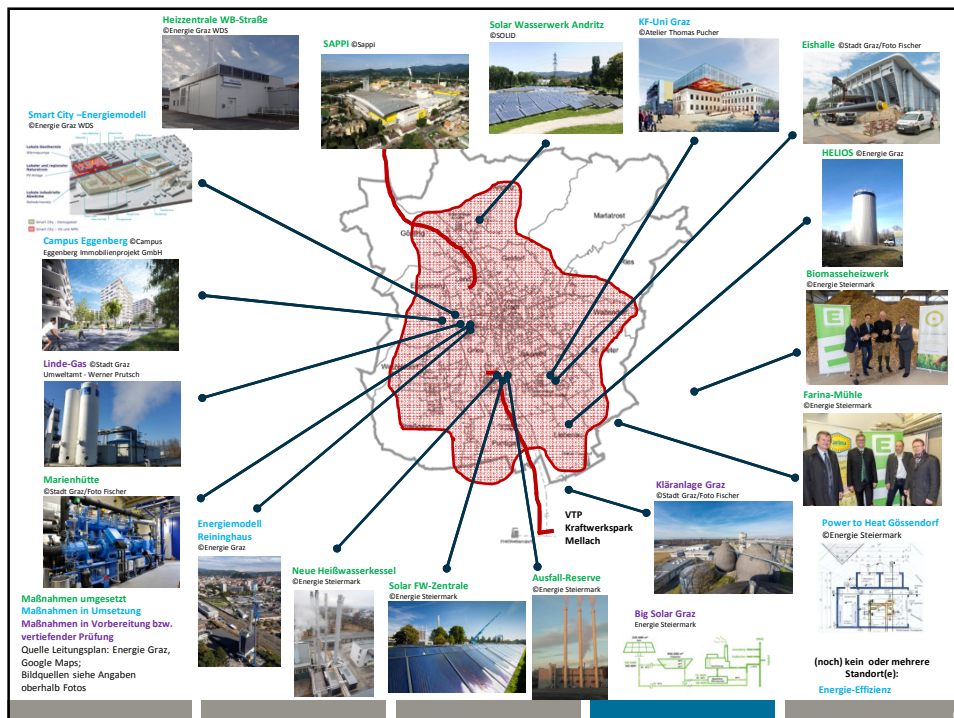 Heizzentrale WB-Straße
©Energie Graz WDS
SAPPI ©Sappi
Solar Wasserwerk Andritz
©SOLID
KF-Uni Graz
©Atelier Thomas Pucher
Eishalle ©Stadt Graz/Foto Fischer
Smart City –Energiemodell
©Energie Graz WDS
HELIOS ©Energie Graz
Campus Eggenberg ©Campus
Eggenberg Immobilienprojekt GmbH
Biomasseheizwerk
©Energie Steiermark
Linde-Gas ©Stadt Graz
Umweltamt - Werner Prutsch
Farina-Mühle
©Energie Steiermark
Marienhütte
©Stadt Graz/Foto Fischer
Kläranlage Graz
©Stadt Graz/Foto Fischer
VTP
Kraftwerkspark
Mellach
Energiemodell
Reininghaus
©Energie Graz
Power to Heat Gössendorf
©Energie Steiermark
Neue Heißwasserkessel
©Energie Steiermark
Solar FW-Zentrale
©Energie Steiermark
Ausfall-Reserve
©Energie Steiermark
Big Solar Graz
Energie Steiermark
Maßnahmen umgesetzt
Maßnahmen in Umsetzung
Maßnahmen in Vorbereitung bzw.
vertiefender Prüfung
Quelle Leitungsplan: Energie Graz,
Google Maps;
Bildquellen siehe Angaben
oberhalb Fotos
(noch) kein oder mehrere
Standort(e):
Energie-Effizienz